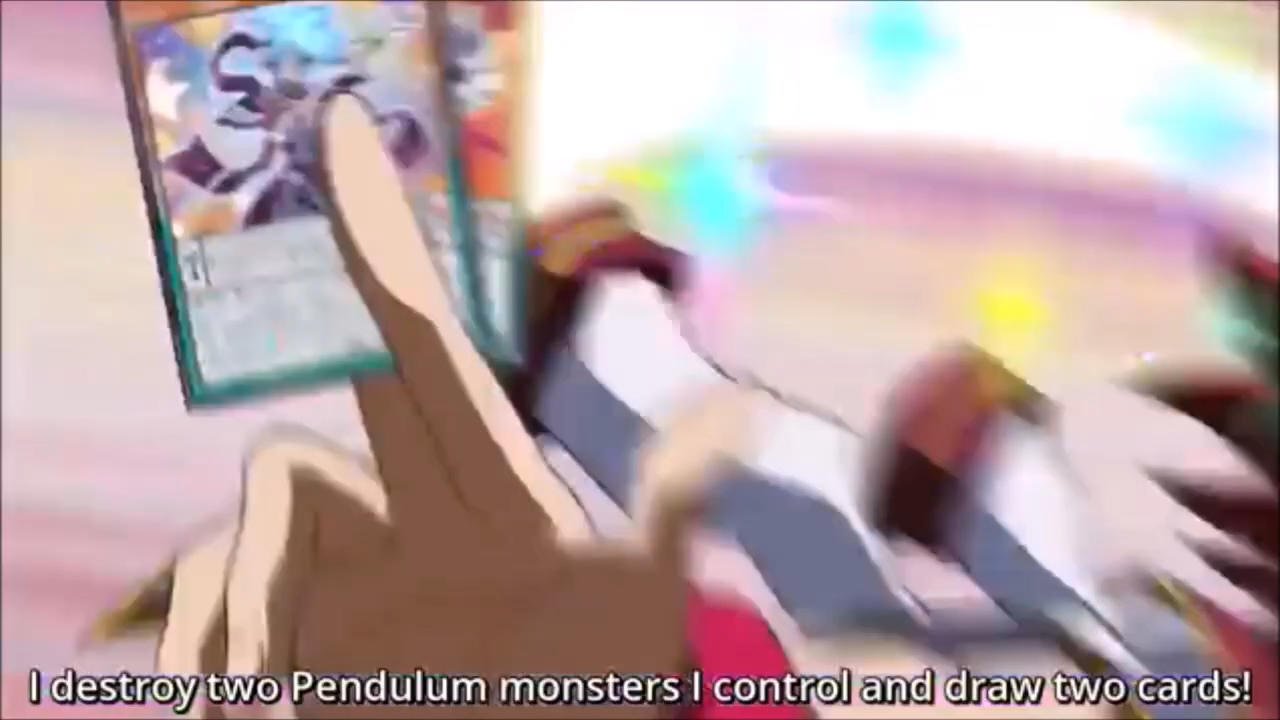 I destroy two Pendulum monsters I control and draw two cards!